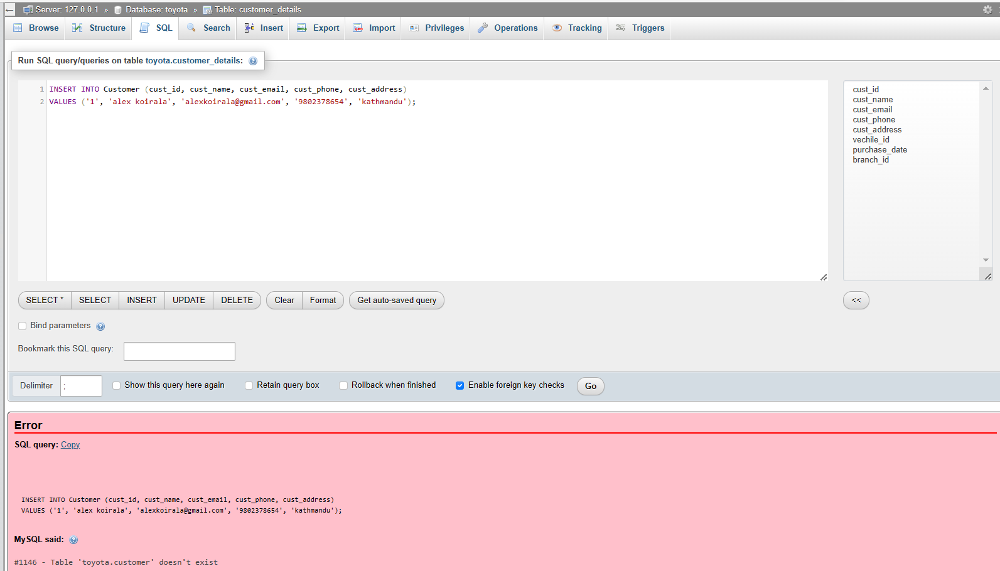 Server: 127.0.0.1 » Database: toyota » Table: customer_details
Browse Structure SQL Search Insert Export Import Privileges Operations Tracking Triggers
Run SQL query/queries on table toyota.customer_details:
1 INSERT INTO Customer (cust_id, cust_name, cust_email, cust_phone, cust_address)
2 VALUES ('1', 'alex koirala', 'alexkoirala@gmail.com', '9802378654', 'kathmandu');
cust_id
cust_name
cust_email
cust_phone
cust_address
vechile_id
purchase_date
branch_id
SELECT * SELECT INSERT UPDATE DELETE Clear Format Get auto-saved query <<
Bind parameters
Bookmark this SQL query:
Delimiter ; Show this query here again Retain query box Rollback when finished Enable foreign key checks Go
Error
SQL query: Copy
INSERT INTO Customer (cust_id, cust_name, cust_email, cust_phone, cust_address)
VALUES ('1', 'alex koirala', 'alexkoirala@gmail.com', '9802378654', 'kathmandu');
MySQL said:
#1146 - Table 'toyota.customer' doesn't exist